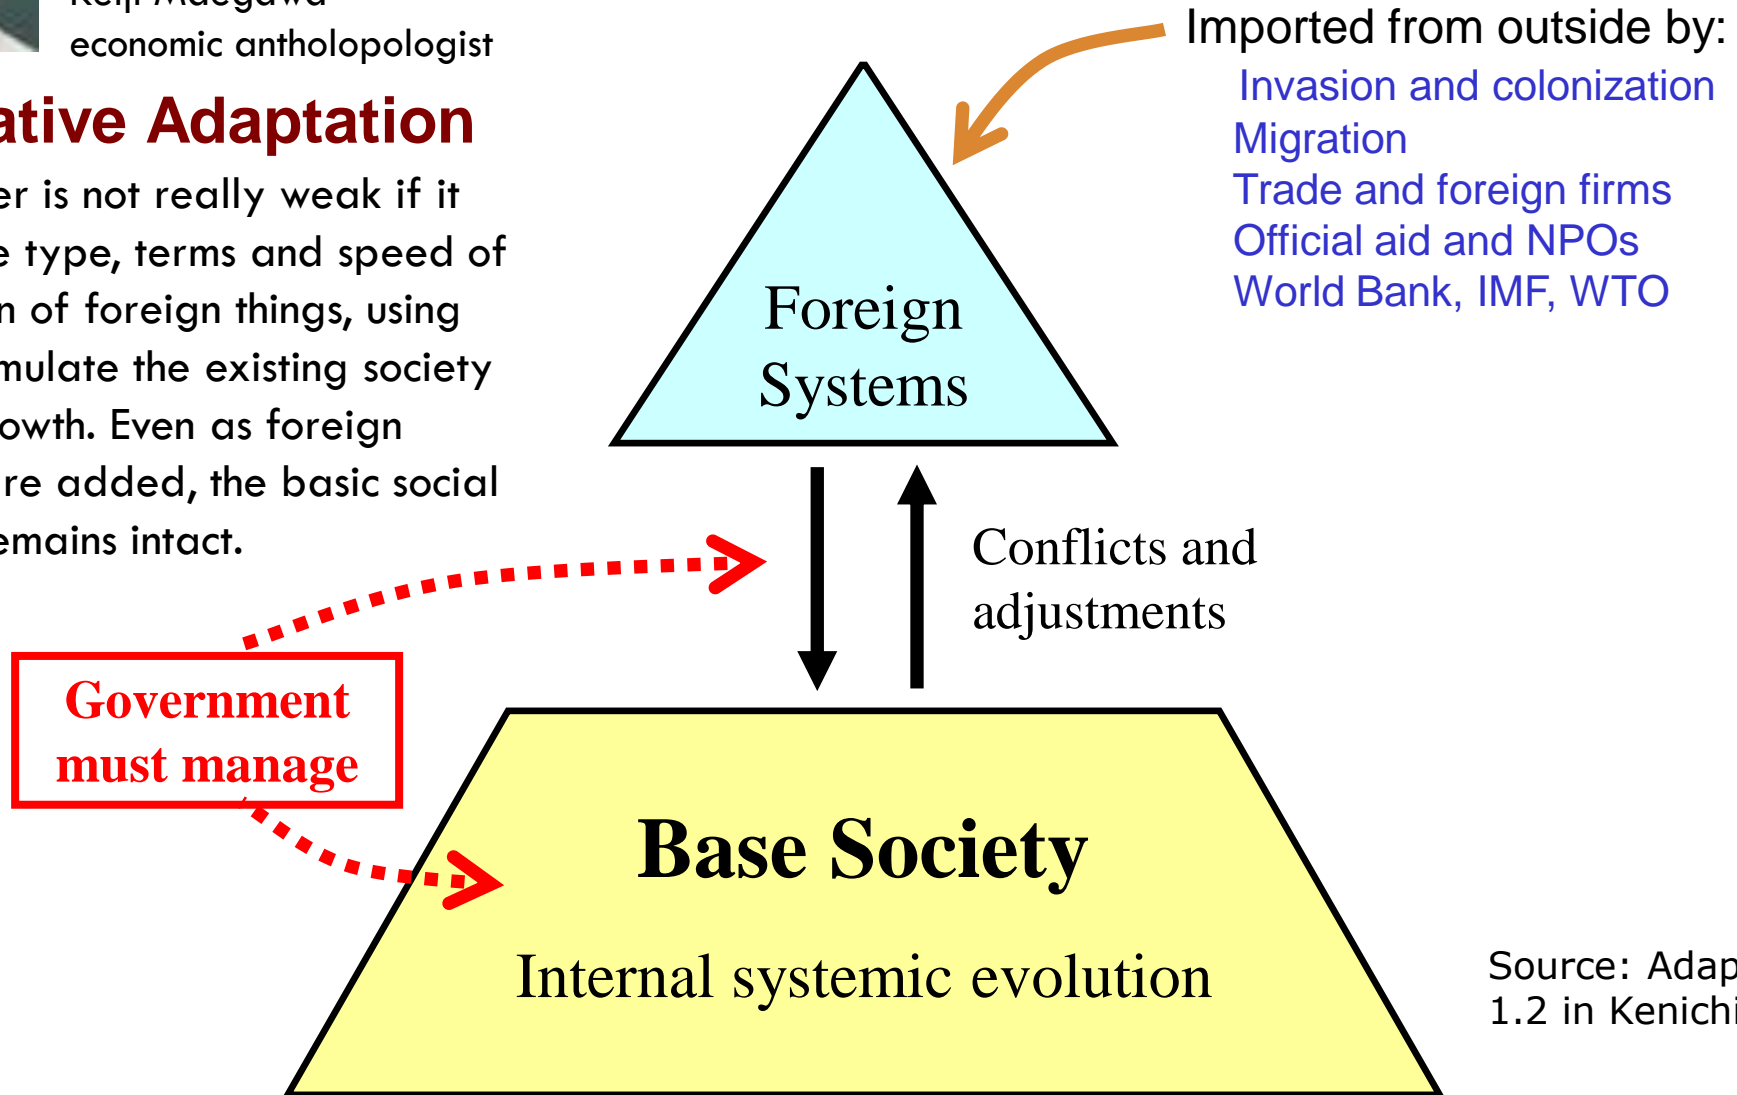 economic antholopologist
ative Adaptation
er is not really weak if it
e type, terms and speed of
n of foreign things, using
mulate the existing society
owth. Even as foreign
re added, the basic social
emains intact.
Imported from outside by:
Invasion and colonization
Migration
Trade and foreign firms
Official aid and NPOs
World Bank, IMF, WTO
Foreign
Systems
Conflicts and
adjustments
Government
must manage
Base Society
Internal systemic evolution
Source: Adap
1.2 in Kenichi